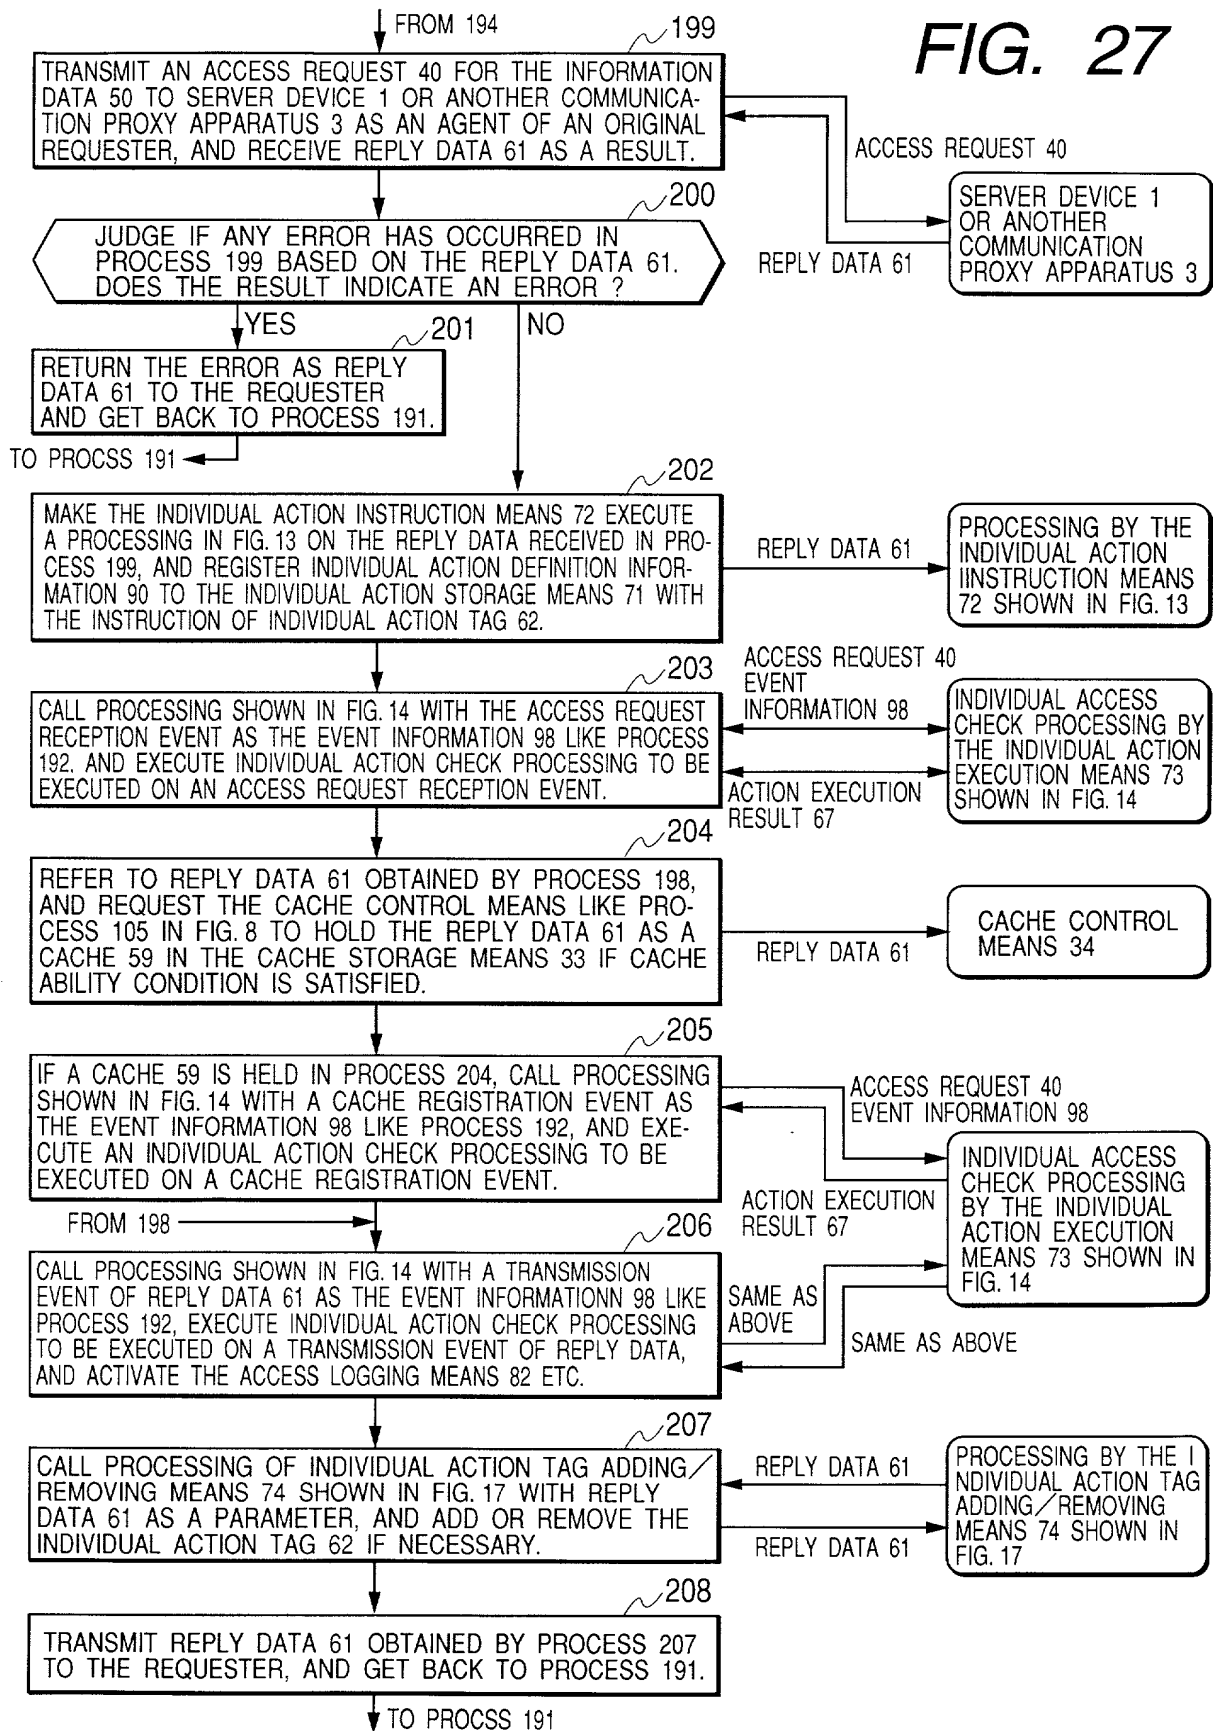 FROM 194
199
FIG. 27
TRANSMIT AN ACCESS REQUEST 40 FOR THE INFORMATION
DATA 50 TO SERVER DEVICE 1 OR ANOTHER COMMUNICA-
TION PROXY APPARATUS 3 AS AN AGENT OF AN ORIGINAL
REQUESTER, AND RECEIVE REPLY DATA 61 AS A RESULT.
ACCESS REQUEST 40
SERVER DEVICE 1
OR ANOTHER
COMMUNICATION
PROXY APPARATUS 3
REPLY DATA 61
200
JUDGE IF ANY ERROR HAS OCCURRED IN
PROCESS 199 BASED ON THE REPLY DATA 61.
DOES THE RESULT INDICATE AN ERROR ?
YES
NO
201
RETURN THE ERROR AS REPLY
DATA 61 TO THE REQUESTER
AND GET BACK TO PROCESS 191.
TO PROCSS 191
202
MAKE THE INDIVIDUAL ACTION INSTRUCTION MEANS 72 EXECUTE
A PROCESSING IN FIG. 13 ON THE REPLY DATA RECEIVED IN PRO-
CESS 199, AND REGISTER INDIVIDUAL ACTION DEFINITION INFOR-
MATION 90 TO THE INDIVIDUAL ACTION STORAGE MEANS 71 WITH
THE INSTRUCTION OF INDIVIDUAL ACTION TAG 62.
REPLY DATA 61
PROCESSING BY THE
INDIVIDUAL ACTION
IINSTRUCTION MEANS
72 SHOWN IN FIG. 13
203
CALL PROCESSING SHOWN IN FIG. 14 WITH THE ACCESS REQUEST
RECEPTION EVENT AS THE EVENT INFORMATION 98 LIKE PROCESS
192, AND EXECUTE INDIVIDUAL ACTION CHECK PROCESSING TO BE
EXECUTED ON AN ACCESS REQUEST RECEPTION EVENT.
ACCESS REQUEST 40
EVENT
INFORMATION 98
ACTION EXECUTION
RESULT 67
INDIVIDUAL ACCESS
CHECK PROCESSING BY
THE INDIVIDUAL ACTION
EXECUTION MEANS 73
SHOWN IN FIG. 14
204
REFER TO REPLY DATA 61 OBTAINED BY PROCESS 198,
AND REQUEST THE CACHE CONTROL MEANS LIKE PRO-
CESS 105 IN FIG. 8 TO HOLD THE REPLY DATA 61 AS A
CACHE 59 IN THE CACHE STORAGE MEANS 33 IF CACHE
ABILITY CONDITION IS SATISFIED.
REPLY DATA 61
CACHE CONTROL
MEANS 34
205
IF A CACHE 59 IS HELD IN PROCESS 204, CALL PROCESSING
SHOWN IN FIG. 14 WITH A CACHE REGISTRATION EVENT AS
THE EVENT INFORMATION 98 LIKE PROCESS 192, AND EXE-
CUTE AN INDIVIDUAL ACTION CHECK PROCESSING TO BE
EXECUTED ON A CACHE REGISTRATION EVENT.
ACCESS REQUEST 40
EVENT INFORMATION 98
ACTION EXECUTION
RESULT 67
INDIVIDUAL ACCESS
CHECK PROCESSING
BY THE INDIVIDUAL
ACTION EXECUTION
MEANS 73 SHOWN IN
FIG. 14
FROM 198
206
CALL PROCESSING SHOWN IN FIG. 14 WITH A TRANSMISSION
EVENT OF REPLY DATA 61 AS THE EVENT INFORMATIONN 98 LIKE
PROCESS 192, EXECUTE INDIVIDUAL ACTION CHECK PROCESSING
TO BE EXECUTED ON A TRANSMISSION EVENT OF REPLY DATA,
AND ACTIVATE THE ACCESS LOGGING MEANS 82 ETC.
SAME AS
ABOVE
SAME AS ABOVE
207
CALL PROCESSING OF INDIVIDUAL ACTION TAG ADDING/
REMOVING MEANS 74 SHOWN IN FIG. 17 WITH REPLY
DATA 61 AS A PARAMETER, AND ADD OR REMOVE THE
INDIVIDUAL ACTION TAG 62 IF NECESSARY.
REPLY DATA 61
REPLY DATA 61
PROCESSING BY THE I
NDIVIDUAL ACTION TAG
ADDING/REMOVING
MEANS 74 SHOWN IN
FIG. 17
208
TRANSMIT REPLY DATA 61 OBTAINED BY PROCESS 207
TO THE REQUESTER, AND GET BACK TO PROCESS 191.
TO PROCSS 191